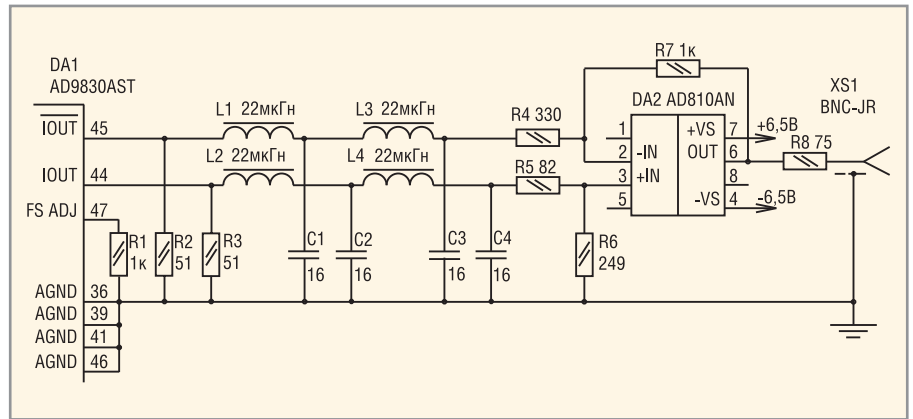 DA1
AD9830AST
R7 1к
DA2 AD810AN
XS1
BNC-JR
L1 22мкГн
L3 22мкГн
R4 330
IOUT 45
1
+VS 7
+6,5В
2 -IN
OUT 6
R8 75
L2 22мкГн
L4 22мкГн
R5 82
IOUT 44
3 +IN
8
5
-VS 4
-6,5В
FS ADJ 47
R1
1к
R2
51
R3
51
C1
16
C2
16
C3
16
C4
16
R6
249
AGND 36
AGND 39
AGND 41
AGND 46